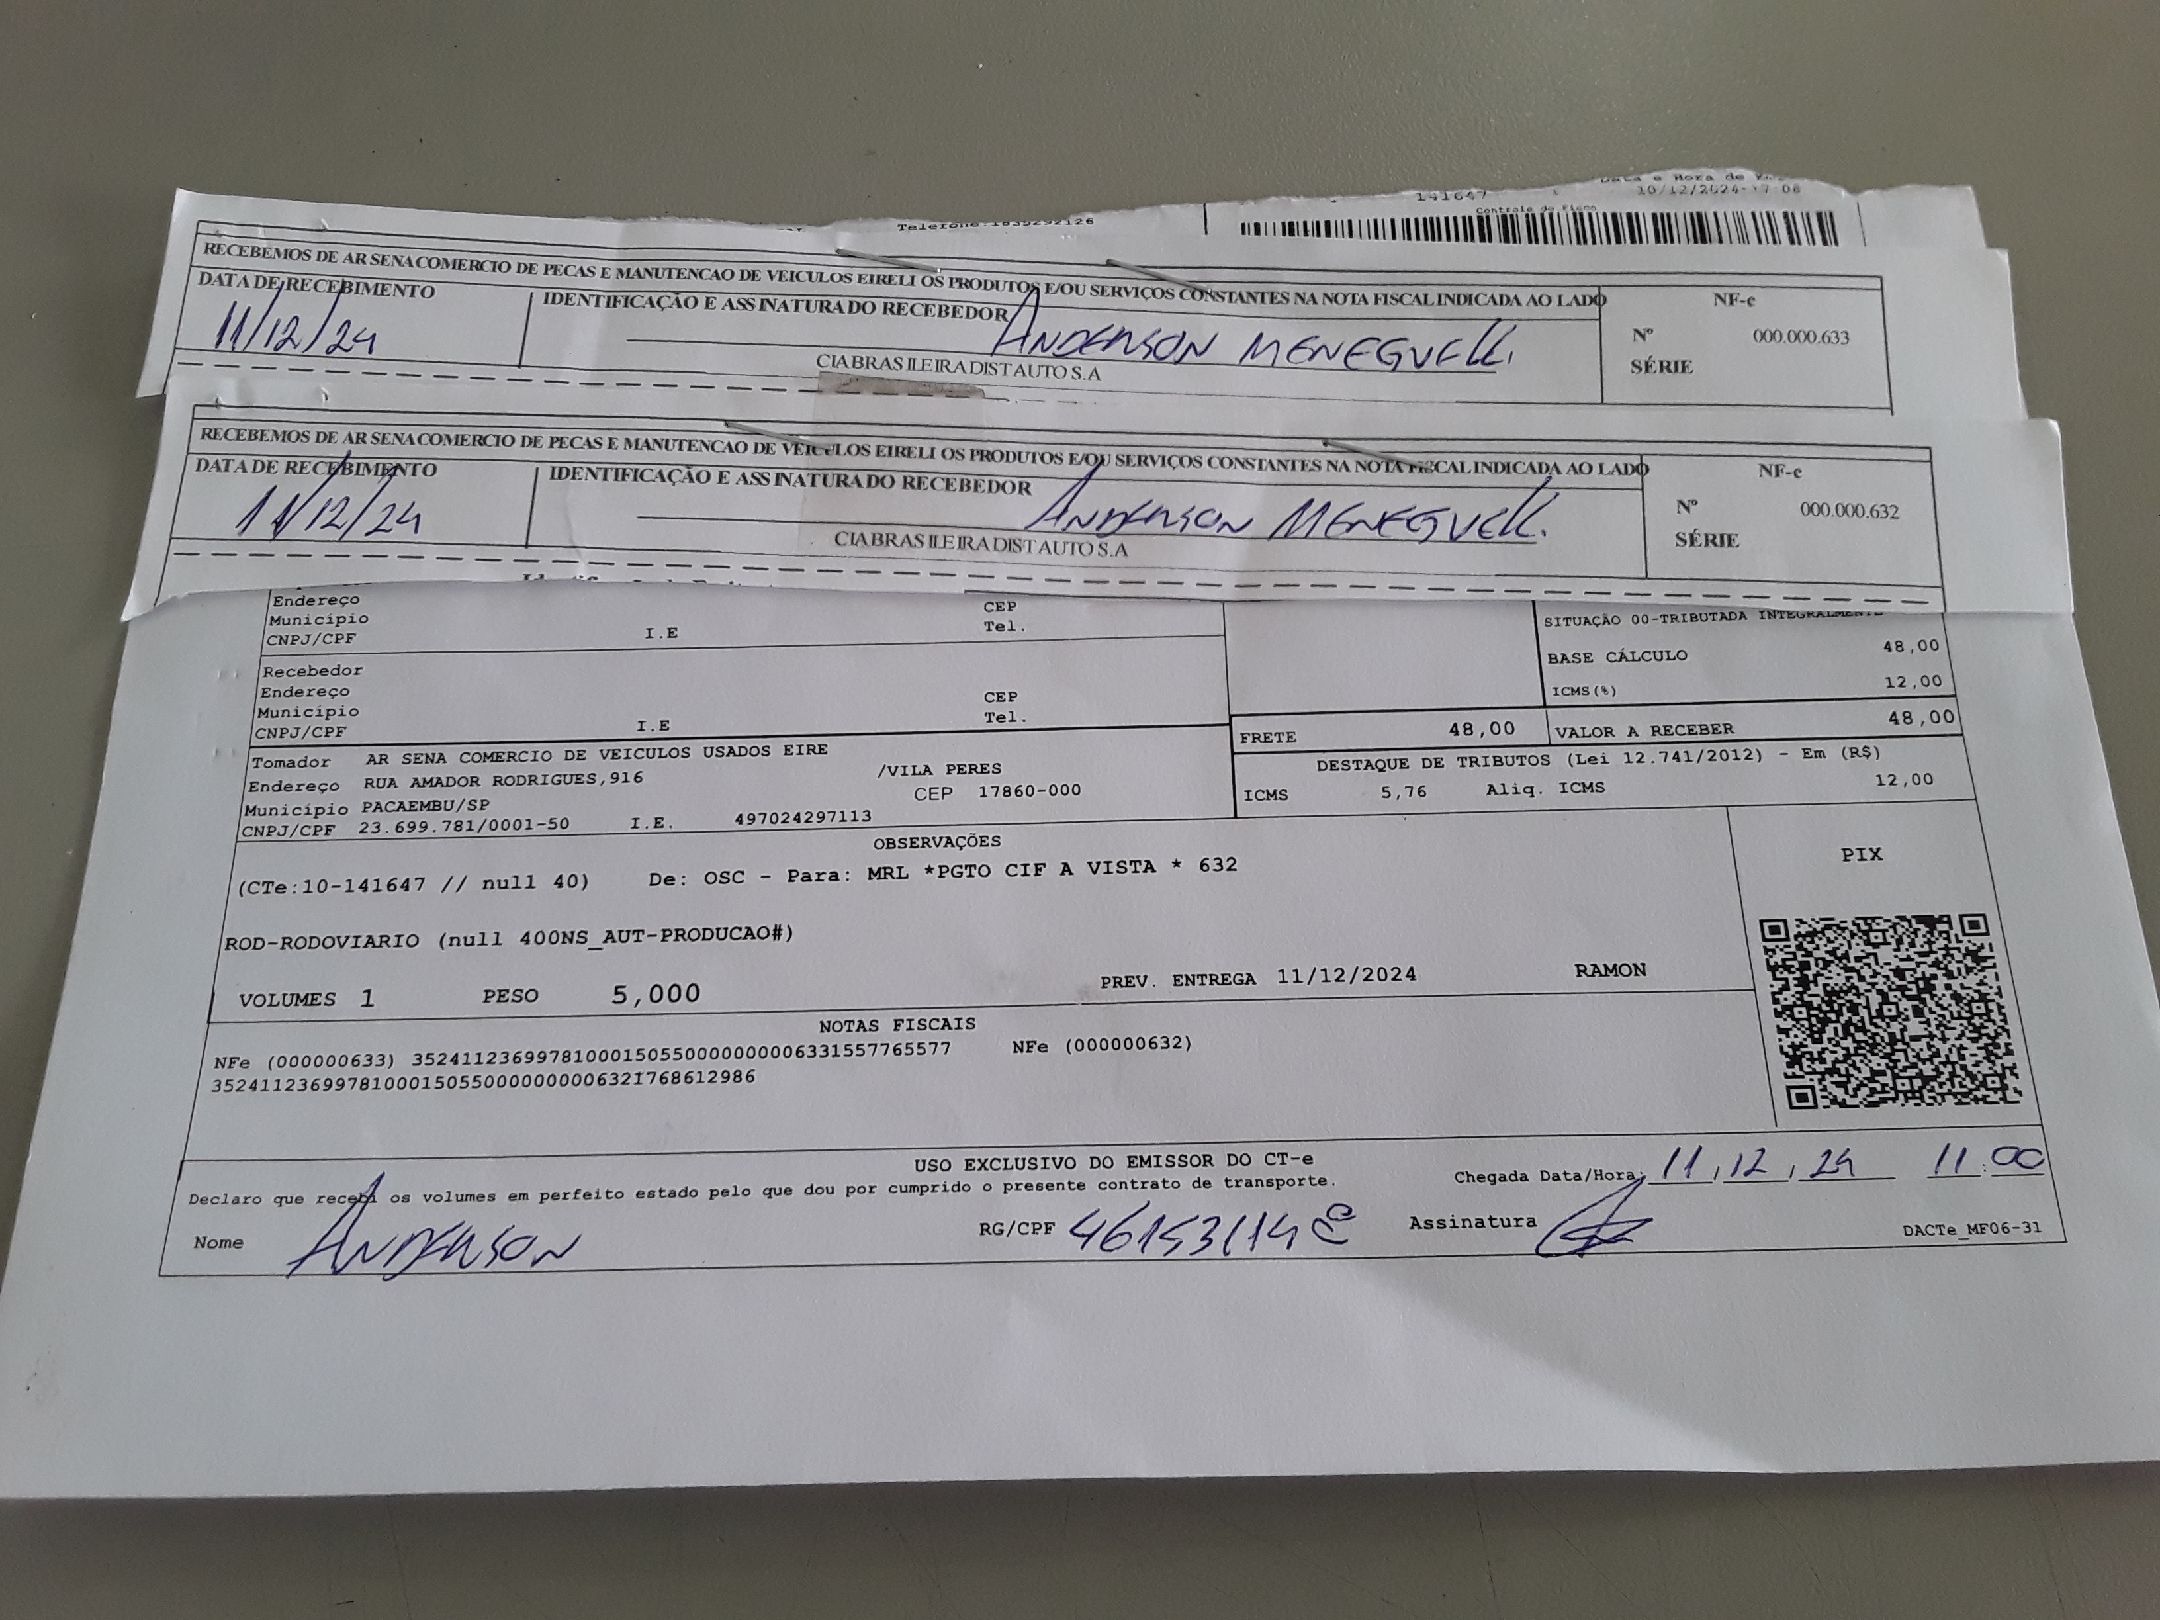 141647 10/12/2024-17 08
Telefone:1835292126
RECEBEMOS DE AR SENA COMERCIO DE PECAS E MANUTENCAO DE VEICULOS EIRELI OS PRODUTOS E/OU SERVIÇOS CONSTANTES NA NOTA FISCAL INDICADA AO LADO
NF-e
DATA DE RECEBIMENTO
IDENTIFICAÇÃO E ASSINATURA DO RECEBEDOR
11/12/24
ANDERSON
Nº 000.000.633
CIA BRASILEIRA DIST AUTO S.A
SÉRIE
RECEBEMOS DE AR SENA COMERCIO DE PECAS E MANUTENCAO DE VEICULOS EIRELI OS PRODUTOS E/OU SERVIÇOS CONSTANTES NA NOTA FISCAL INDICADA AO LADO
NF-e
DATA DE RECEBIMENTO
IDENTIFICAÇÃO E ASSINATURA DO RECEBEDOR
11/12/24
ANDERSON
Nº 000.000.632
CIA BRASILEIRA DIST AUTO S.A
SÉRIE
Endereço CEP
Município Tel.
CNPJ/CPF I.E
SITUAÇÃO 00-TRIBUTADA INTEGRALMENTE
BASE CÁLCULO 48,00
ICMS(%) 12,00
Recebedor
Endereço CEP
Município Tel.
CNPJ/CPF I.E
FRETE 48,00 VALOR A RECEBER 48,00
Tomador AR SENA COMERCIO DE VEICULOS USADOS EIRE
Endereço RUA AMADOR RODRIGUES,916 /VILA PERES
Município PACAEMBU/SP CEP 17860-000
CNPJ/CPF 23.699.781/0001-50 I.E. 497024297113
DESTAQUE DE TRIBUTOS (Lei 12.741/2012) - Em (R$)
ICMS 5,76 Aliq. ICMS 12,00
OBSERVAÇÕES
(CTe:10-141647 // null 40) De: OSC - Para: MRL *PGTO CIF A VISTA * 632
PIX
ROD-RODOVIARIO (null 400NS_AUT-PRODUCAO#)
VOLUMES 1 PESO 5,000 PREV. ENTREGA 11/12/2024 RAMON
NOTAS FISCAIS
NFe (000000633) 35241123699781000150550000000006331557765577 NFe (000000632)
35241123699781000150550000000006321768612986
USO EXCLUSIVO DO EMISSOR DO CT-e
Chegada Data/Hora: 11,12,24 11:00
Declaro que recebi os volumes em perfeito estado pelo que dou por cumprido o presente contrato de transporte.
Nome ANDERSON RG/CPF Assinatura
DACTe_MF06-31